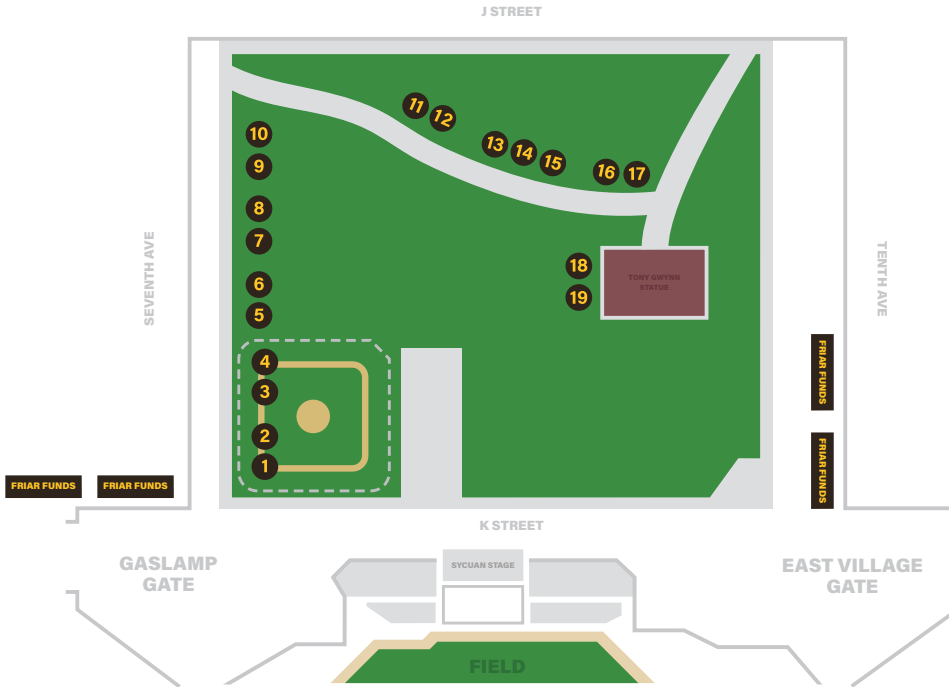 J STREET
11
12
10
13
14
15
9
16
17
8
7
SEVENTH AVE
TENTH AVE
18
6
TONY GWYNN
STATUE
19
5
4
3
FRIAR FUNDS
2
1
FRIAR FUNDS
FRIAR FUNDS
FRIAR FUNDS
K STREET
GASLAMP
GATE
SYCUAN STAGE
EAST VILLAGE
GATE
FIELD